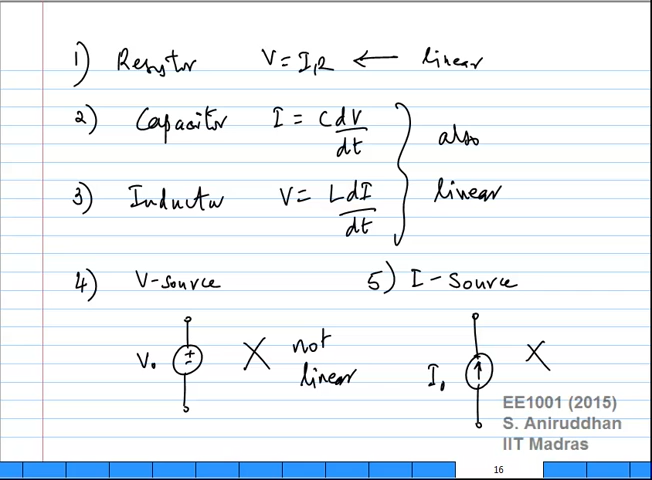 1) Resistor V = I R ← linear
2) Capacitor I = C dV/dt
also
3) Inductor V = L dI/dt
linear
4) V-source 5) I-Source
V₀ + − X not linear I₀ X
EE1001 (2015)
S. Aniruddhan
IIT Madras
16